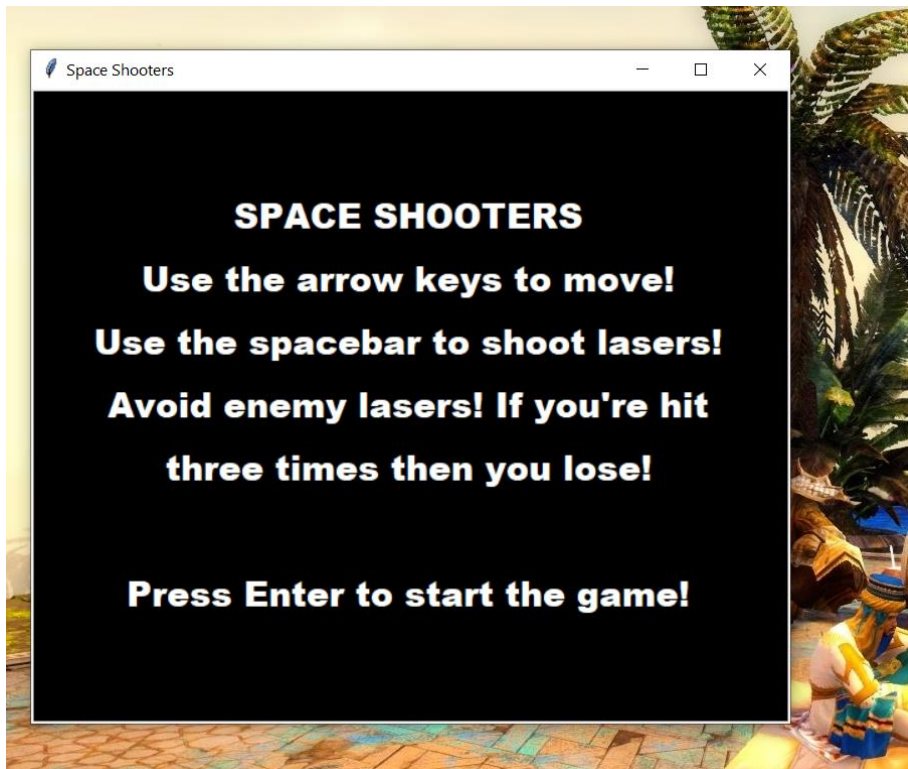 Space Shooters
SPACE SHOOTERS
Use the arrow keys to move!
Use the spacebar to shoot lasers!
Avoid enemy lasers! If you're hit
three times then you lose!
Press Enter to start the game!